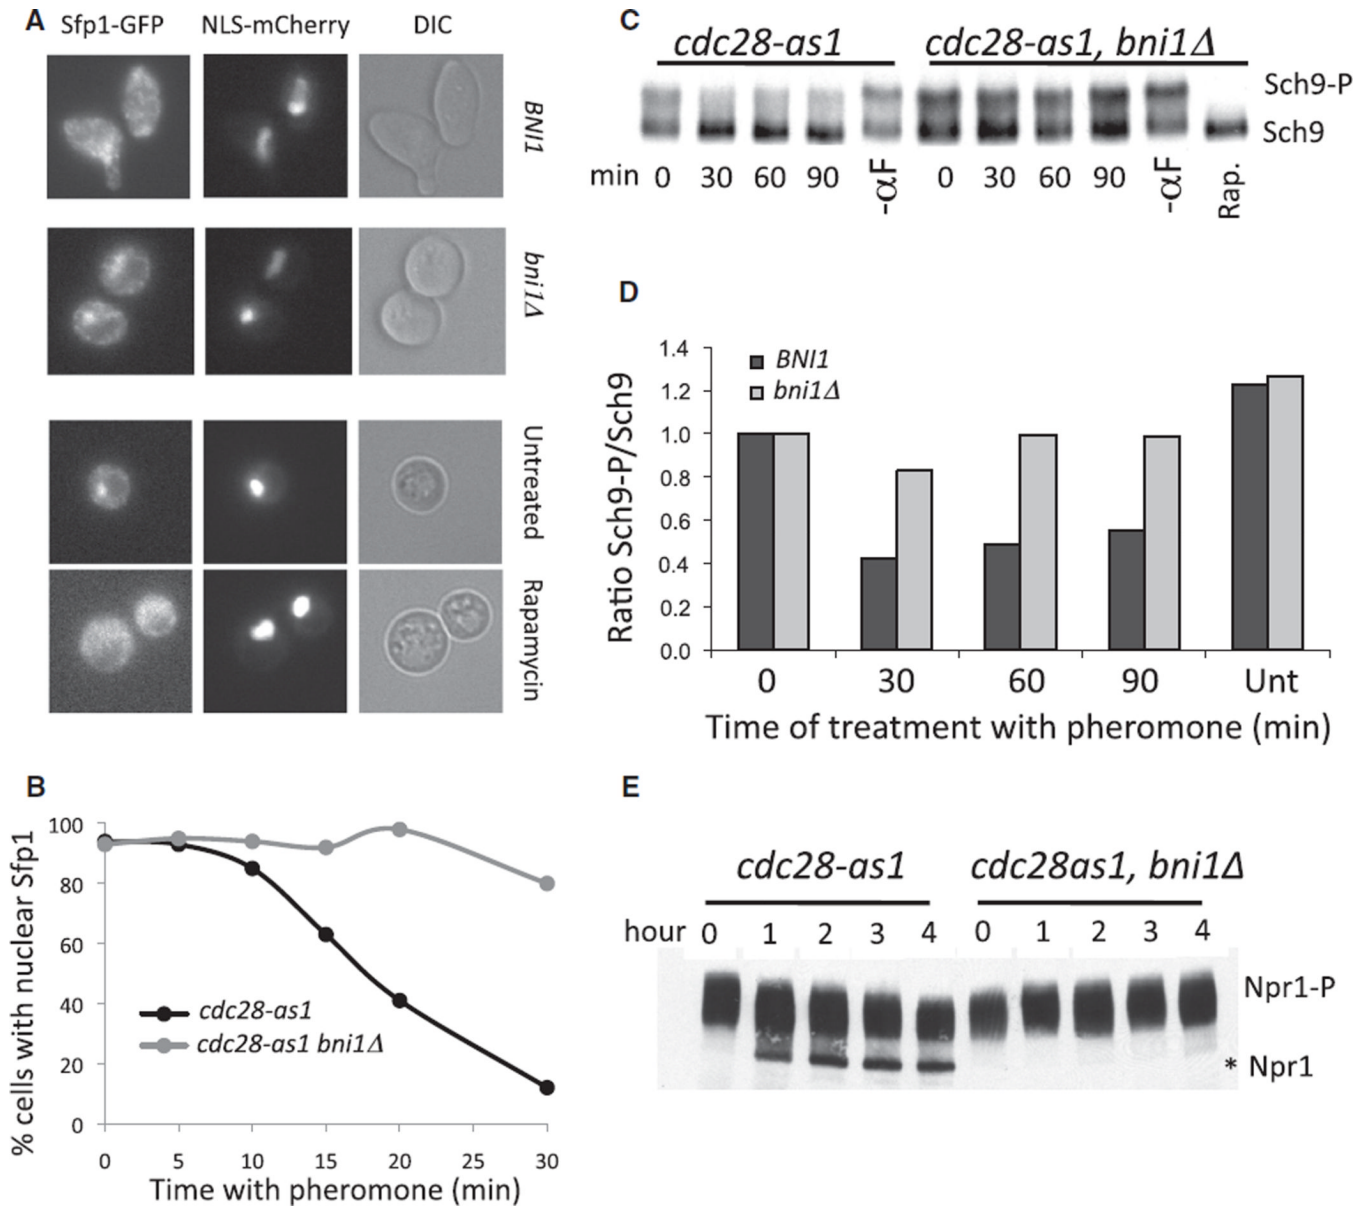 A
Sfp1-GFP NLS-mCherry DIC
BNI1
bni1Δ
Untreated
Rapamycin
B
% cells with nuclear Sfp1
100
80
60
40
20
0
cdc28-as1
cdc28-as1 bni1Δ
0 5 10 15 20 25 30
Time with pheromone (min)
C
cdc28-as1 cdc28-as1, bni1Δ
Sch9-P
Sch9
min 0 30 60 90 -αF 0 30 60 90 -αF Rap.
D
Ratio Sch9-P/Sch9
1.4
1.2
1.0
0.8
0.6
0.4
0.2
0.0
BNI1
bni1Δ
0 30 60 90 Unt
Time of treatment with pheromone (min)
E
cdc28-as1 cdc28as1, bni1Δ
hour 0 1 2 3 4 0 1 2 3 4
Npr1-P
* Npr1